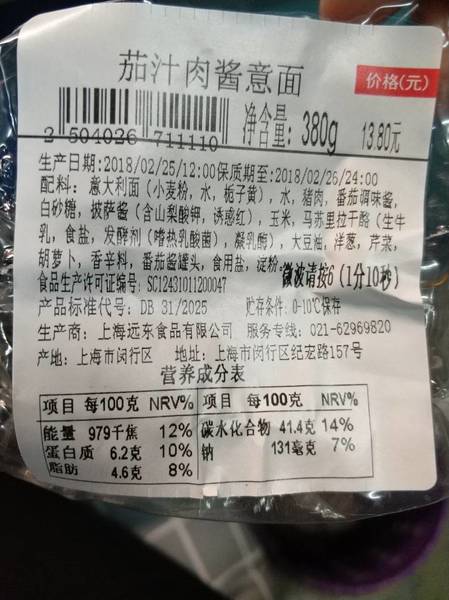 茄汁肉酱意面
价格(元)
2 504026 711110
净含量: 380g
13.80元
生产日期:2018/02/25/12:00保质期至:2018/02/26/24:00
配料: 意大利面(小麦粉, 水, 栀子黄), 水, 猪肉, 番茄调味酱,
白砂糖, 披萨酱(含山梨酸钾, 诱惑红), 玉米, 马苏里拉干酪(生牛
乳, 食盐, 发酵剂(嗜热乳酸菌), 凝乳酶), 大豆油, 洋葱, 芹菜,
胡萝卜, 香辛料, 番茄酱罐头, 食用盐, 淀粉.
微波请按6(1分10秒)
食品生产许可证编号: SC12431011200047
产品标准代号: DB 31/2025
贮存条件: 0-10℃保存
生产商: 上海远东食品有限公司 服务专线: 021-62969820
产地: 上海市闵行区 地址: 上海市闵行区纪宏路157号
营养成分表
项目 每100克 NRV% 项目 每100克 NRV%
能量 979千焦 12% 碳水化合物 41.4克 14%
蛋白质 6.2克 10% 钠 131毫克 7%
脂肪 4.6克 8%